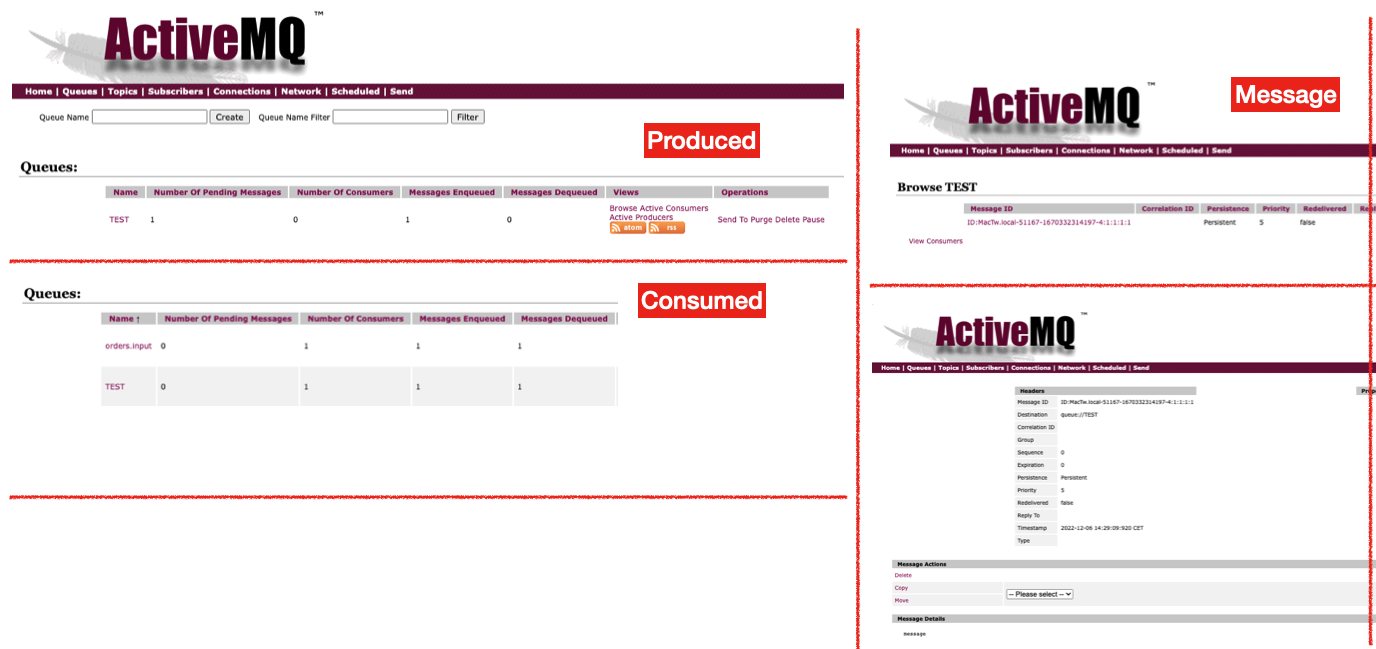 ActiveMQ™
Home | Queues | Topics | Subscribers | Connections | Network | Scheduled | Send
Queue Name Create Queue Name Filter Filter
Produced
Queues:
Name Number Of Pending Messages Number Of Consumers Messages Enqueued Messages Dequeued Views Operations
TEST 1 0 1 0 Browse Active Consumers
Active Producers
atom rss
Send To Purge Delete Pause
Queues:
Consumed
Name ↑ Number Of Pending Messages Number Of Consumers Messages Enqueued Messages Dequeued
orders.input 0 1 1 1
TEST 0 1 1 1
Message
ActiveMQ™
Home | Queues | Topics | Subscribers | Connections | Network | Scheduled | Send
Browse TEST
Message ID Correlation ID Persistence Priority Redelivered Repl
ID:MacTw.local-51167-1670332314197-4:1:1:1:1 Persistent 5 false
View Consumers
ActiveMQ™
Home | Queues | Topics | Subscribers | Connections | Network | Scheduled | Send
Headers Prop
Message ID ID:MacTw.local-51167-1670332314197-4:1:1:1:1
Destination queue://TEST
Correlation ID
Group
Sequence 0
Expiration 0
Persistence Persistent
Priority 5
Redelivered false
Reply To
Timestamp 2022-12-06 14:29:09:920 CET
Type
Message Actions
Delete
Copy
-- Please select --
Move
Message Details
message